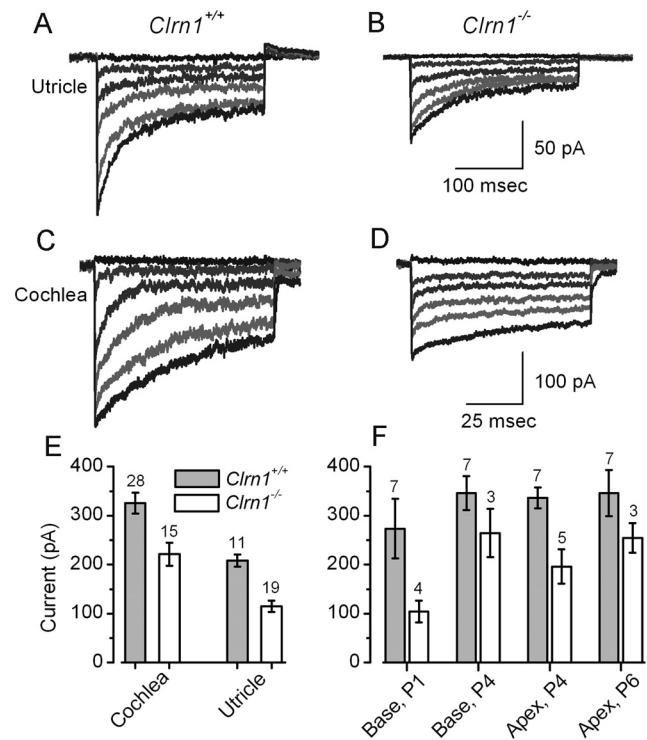 A Clrn1+/+ B Clrn1-/-
Utricle
50 pA
100 msec
C D
Cochlea
100 pA
25 msec
E F
Clrn1+/+
Clrn1-/-
Current (pA)
400
300
200
100
0
28
15
11
19
Cochlea
Utricle
400
300
200
100
0
7
4
7
3
7
5
7
3
Base, P1
Base, P4
Apex, P4
Apex, P6